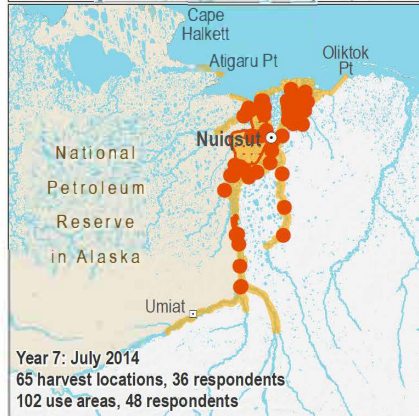 Cape
Halkett
Atigaru Pt
Oliktok
Pt
Nuiqsut
National
Petroleum
Reserve
in Alaska
Umiat
Year 7: July 2014
65 harvest locations, 36 respondents
102 use areas, 48 respondents